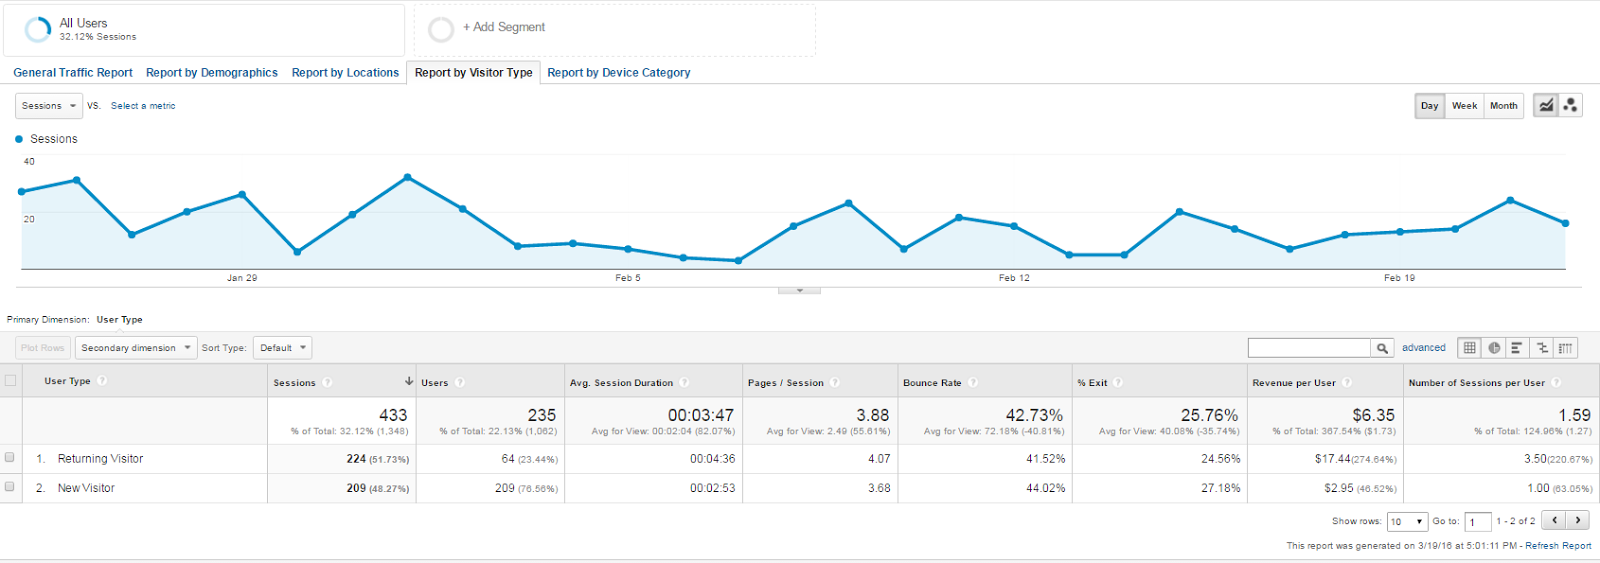 All Users
32.12% Sessions
+ Add Segment
General Traffic Report Report by Demographics Report by Locations Report by Visitor Type Report by Device Category
Sessions VS. Select a metric Day Week Month
Sessions
40
20
Jan 29 Feb 5 Feb 12 Feb 19
Primary Dimension: User Type
Plot Rows Secondary dimension Sort Type: Default advanced
User Type ? Sessions ? Users ? Avg. Session Duration ? Pages / Session ? Bounce Rate ? % Exit ? Revenue per User ? Number of Sessions per User ?
433 235 00:03:47 3.88 42.73% 25.76% $6.35 1.59
% of Total: 32.12% (1,348) % of Total: 22.13% (1,062) Avg for View: 00:02:04 (82.07%) Avg for View: 2.49 (55.61%) Avg for View: 72.18% (-40.81%) Avg for View: 40.08% (-35.74%) % of Total: 367.54% ($1.73) % of Total: 124.96% (1.27)
1. Returning Visitor 224 (51.73%) 64 (23.44%) 00:04:36 4.07 41.52% 24.56% $17.44(274.64%) 3.50(220.67%)
2. New Visitor 209 (48.27%) 209 (76.56%) 00:02:53 3.68 44.02% 27.18% $2.95 (46.52%) 1.00 (63.05%)
Show rows: 10 Go to: 1 1 - 2 of 2
This report was generated on 3/19/16 at 5:01:11 PM - Refresh Report